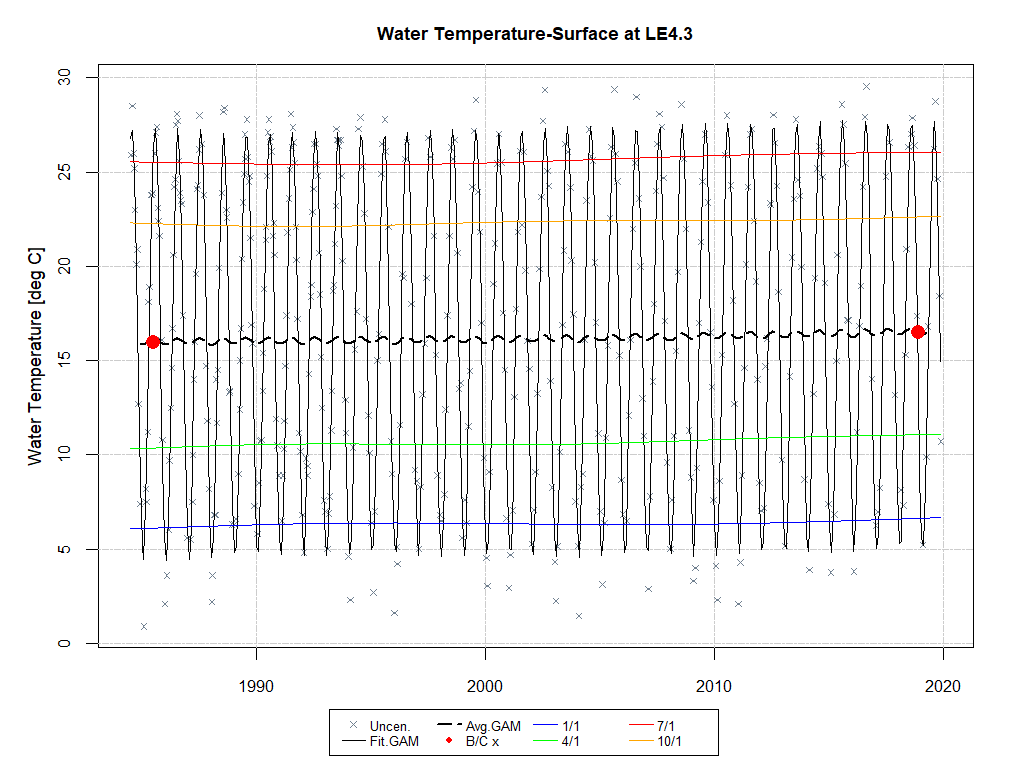 Water Temperature-Surface at LE4.3
Water Temperature [deg C]
30
25
20
15
10
5
0
1990 2000 2010 2020
Uncen. Avg.GAM 1/1 7/1
Fit.GAM B/C x 4/1 10/1